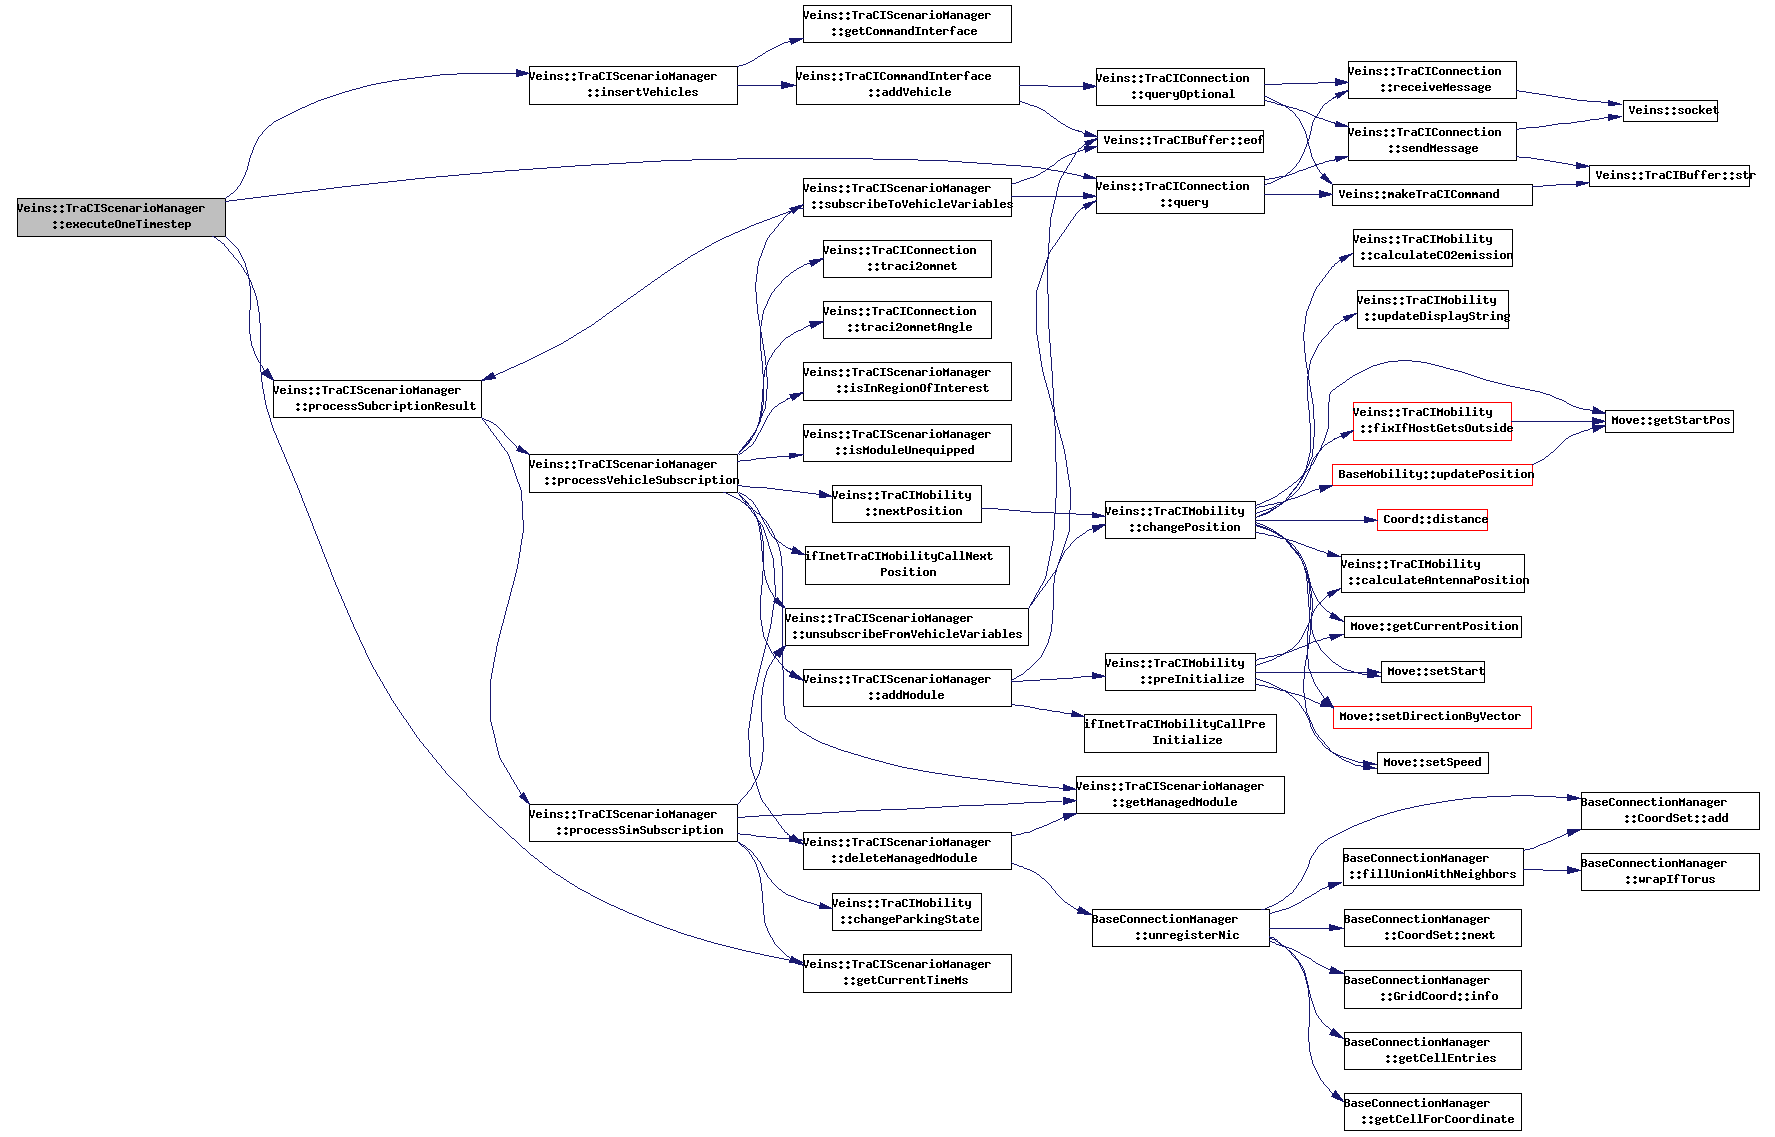 Veins::TraCIScenarioManager
::executeOneTimestep
Veins::TraCIScenarioManager
::processSubcriptionResult
Veins::TraCIScenarioManager
::insertVehicles
Veins::TraCIScenarioManager
::processVehicleSubscription
Veins::TraCIScenarioManager
::processSimSubscription
Veins::TraCIScenarioManager
::getCommandInterface
Veins::TraCICommandInterface
::addVehicle
Veins::TraCIScenarioManager
::subscribeToVehicleVariables
Veins::TraCIConnection
::traci2omnet
Veins::TraCIConnection
::traci2omnetAngle
Veins::TraCIScenarioManager
::isInRegionOfInterest
Veins::TraCIScenarioManager
::isModuleUnequipped
Veins::TraCIMobility
::nextPosition
ifInetTraCIMobilityCallNext
Position
Veins::TraCIScenarioManager
::unsubscribeFromVehicleVariables
Veins::TraCIScenarioManager
::addModule
Veins::TraCIScenarioManager
::deleteManagedModule
Veins::TraCIMobility
::changeParkingState
Veins::TraCIScenarioManager
::getCurrentTimeMs
Veins::TraCIConnection
::queryOptional
Veins::TraCIBuffer::eof
Veins::TraCIConnection
::query
Veins::TraCIMobility
::changePosition
Veins::TraCIMobility
::preInitialize
ifInetTraCIMobilityCallPre
Initialize
Veins::TraCIScenarioManager
::getManagedModule
BaseConnectionManager
::unregisterNic
Veins::TraCIConnection
::receiveMessage
Veins::TraCIConnection
::sendMessage
Veins::makeTraCICommand
Veins::TraCIMobility
::calculateCO2emission
Veins::TraCIMobility
::updateDisplayString
Veins::TraCIMobility
::fixIfHostGetsOutside
BaseMobility::updatePosition
Coord::distance
Veins::TraCIMobility
::calculateAntennaPosition
Move::getCurrentPosition
Move::setStart
Move::setDirectionByVector
Move::setSpeed
BaseConnectionManager
::fillUnionWithNeighbors
BaseConnectionManager
::CoordSet::next
BaseConnectionManager
::GridCoord::info
BaseConnectionManager
::getCellEntries
BaseConnectionManager
::getCellForCoordinate
Veins::socket
Veins::TraCIBuffer::str
Move::getStartPos
BaseConnectionManager
::CoordSet::add
BaseConnectionManager
::wrapIfTorus